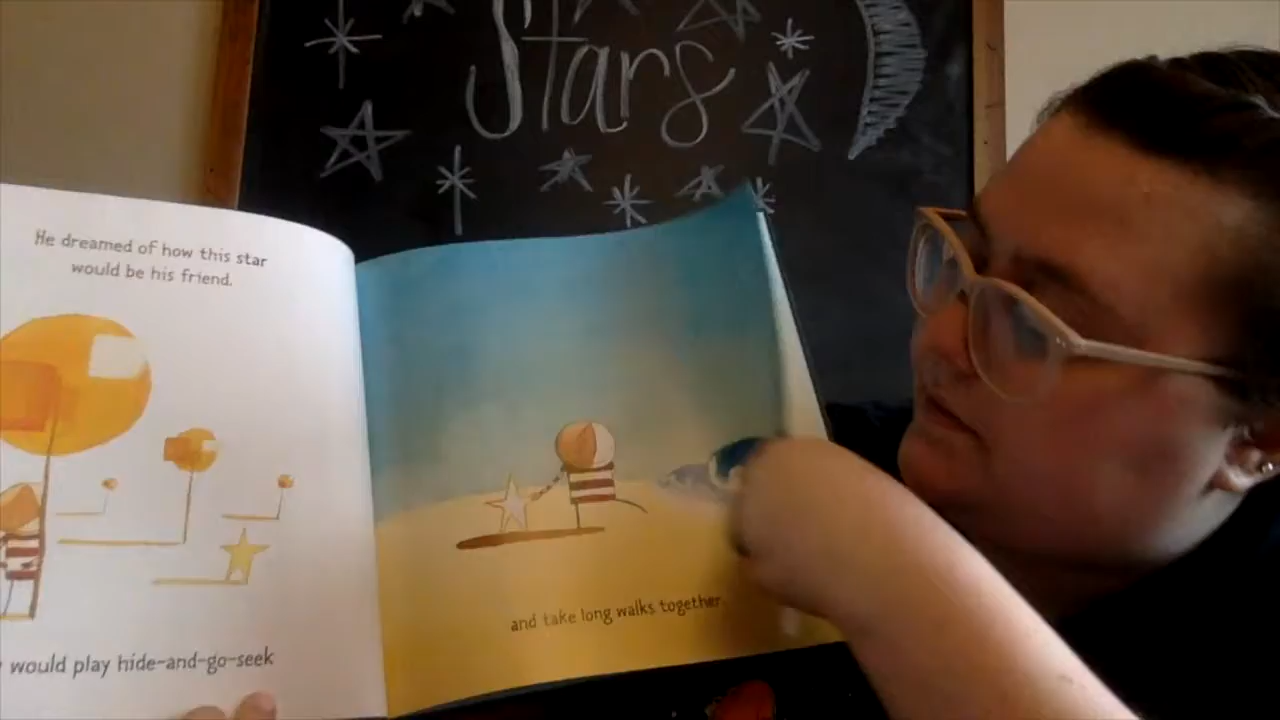 Stars
He dreamed of how this star
would be his friend.
would play hide-and-go-seek
and take long walks together.